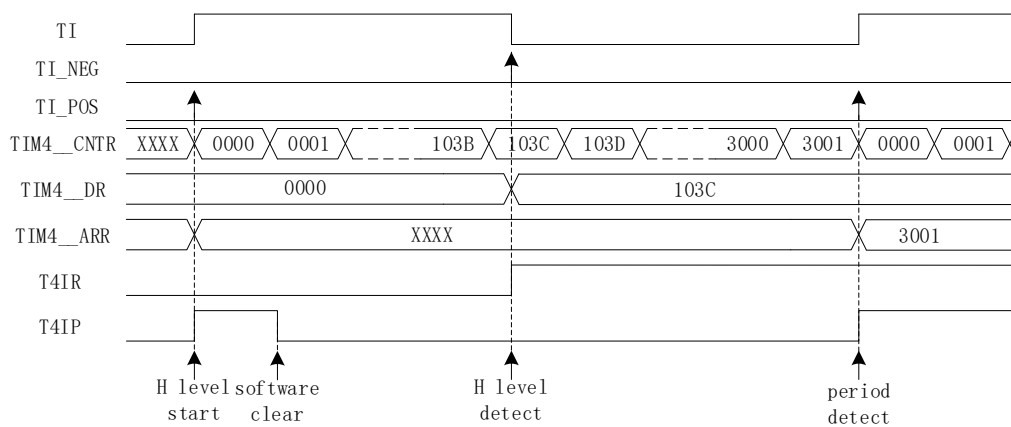 TI
TI_NEG
TI_POS
TIM4__CNTR XXXX 0000 0001 103B 103C 103D 3000 3001 0000 0001
TIM4__DR 0000 103C
TIM4__ARR XXXX 3001
T4IR
T4IP
H level software H level period
start clear detect detect